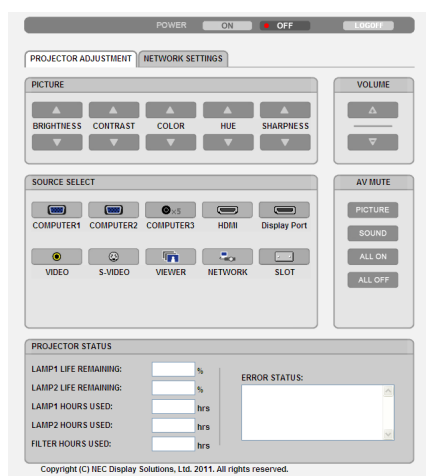 POWER ON OFF LOGOFF
PROJECTOR ADJUSTMENT NETWORK SETTINGS
PICTURE VOLUME
BRIGHTNESS CONTRAST COLOR HUE SHARPNESS
SOURCE SELECT AV MUTE
×5 PICTURE
COMPUTER1 COMPUTER2 COMPUTER3 HDMI Display Port
SOUND
ALL ON
VIDEO S-VIDEO VIEWER NETWORK SLOT
ALL OFF
PROJECTOR STATUS
LAMP1 LIFE REMAINING: %
ERROR STATUS:
LAMP2 LIFE REMAINING: %
LAMP1 HOURS USED: hrs
LAMP2 HOURS USED: hrs
FILTER HOURS USED: hrs
Copyright (C) NEC Display Solutions, Ltd. 2011. All rights reserved.